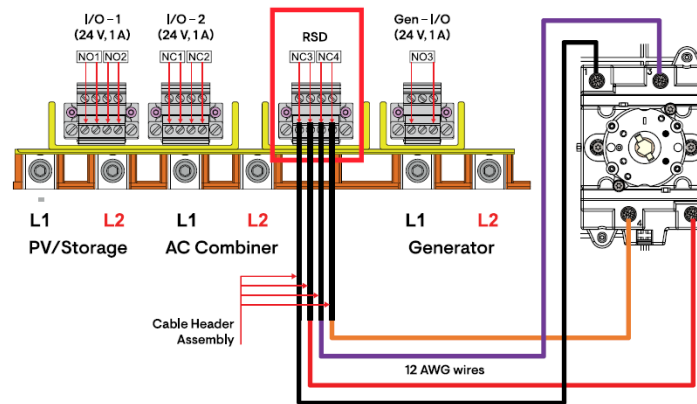 I/O-1
(24 V, 1 A)
I/O-2
(24 V, 1 A)
RSD
Gen-I/O
(24 V, 1 A)
NO1 NO2
NC1 NC2
NC3 NC4
NO3
1
3
I
4
L1 L2
PV/Storage
L1 L2
AC Combiner
L1 L2
Generator
Cable Header
Assembly
12 AWG wires